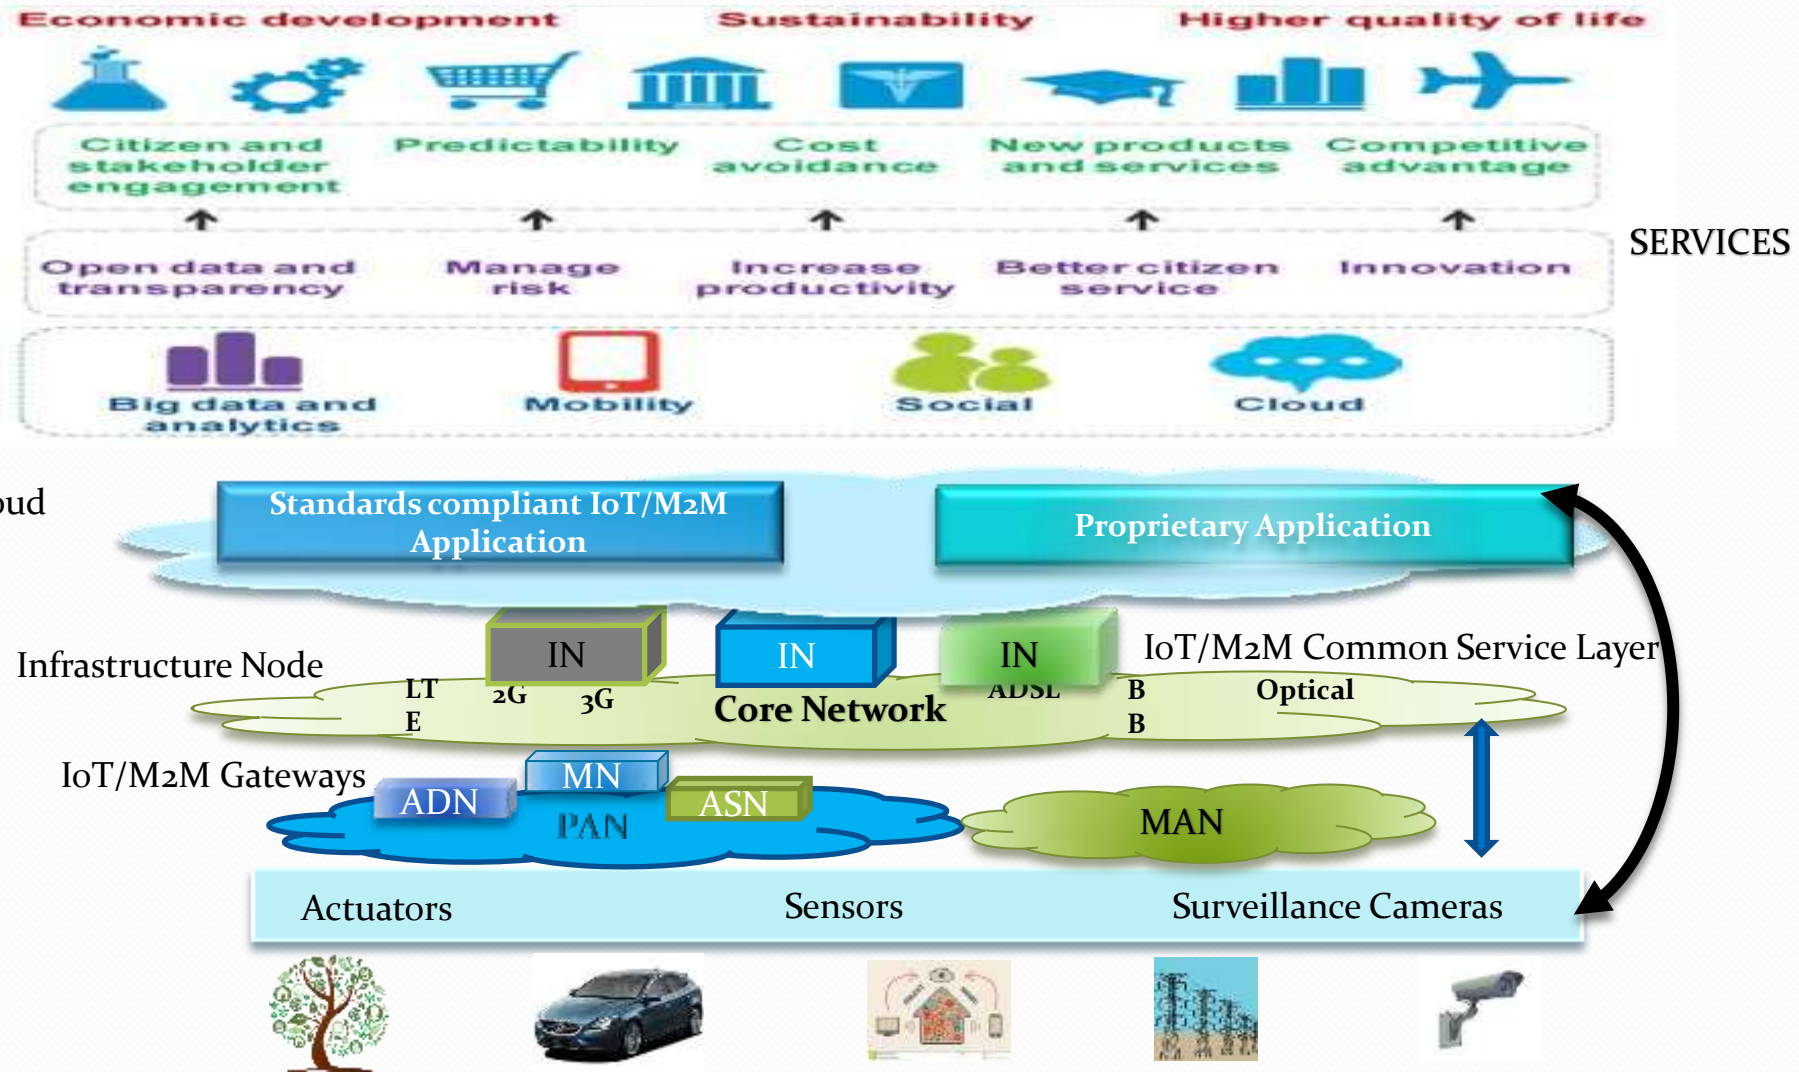 Economic development
Sustainability
Higher quality of life
Citizen and
stakeholder
engagement
Predictability
Cost
avoidance
New products
and services
Competitive
advantage
Open data and
transparency
Manage
risk
Increase
productivity
Better citizen
service
Innovation
SERVICES
Big data and
analytics
Mobility
Social
Cloud
oud
Standards compliant IoT/M2M
Application
Proprietary Application
Infrastructure Node
IN
IN
IN
IoT/M2M Common Service Layer
LT
E
2G
3G
Core Network
ADSL
B
B
Optical
IoT/M2M Gateways
ADN
MN
ASN
PAN
MAN
Actuators
Sensors
Surveillance Cameras